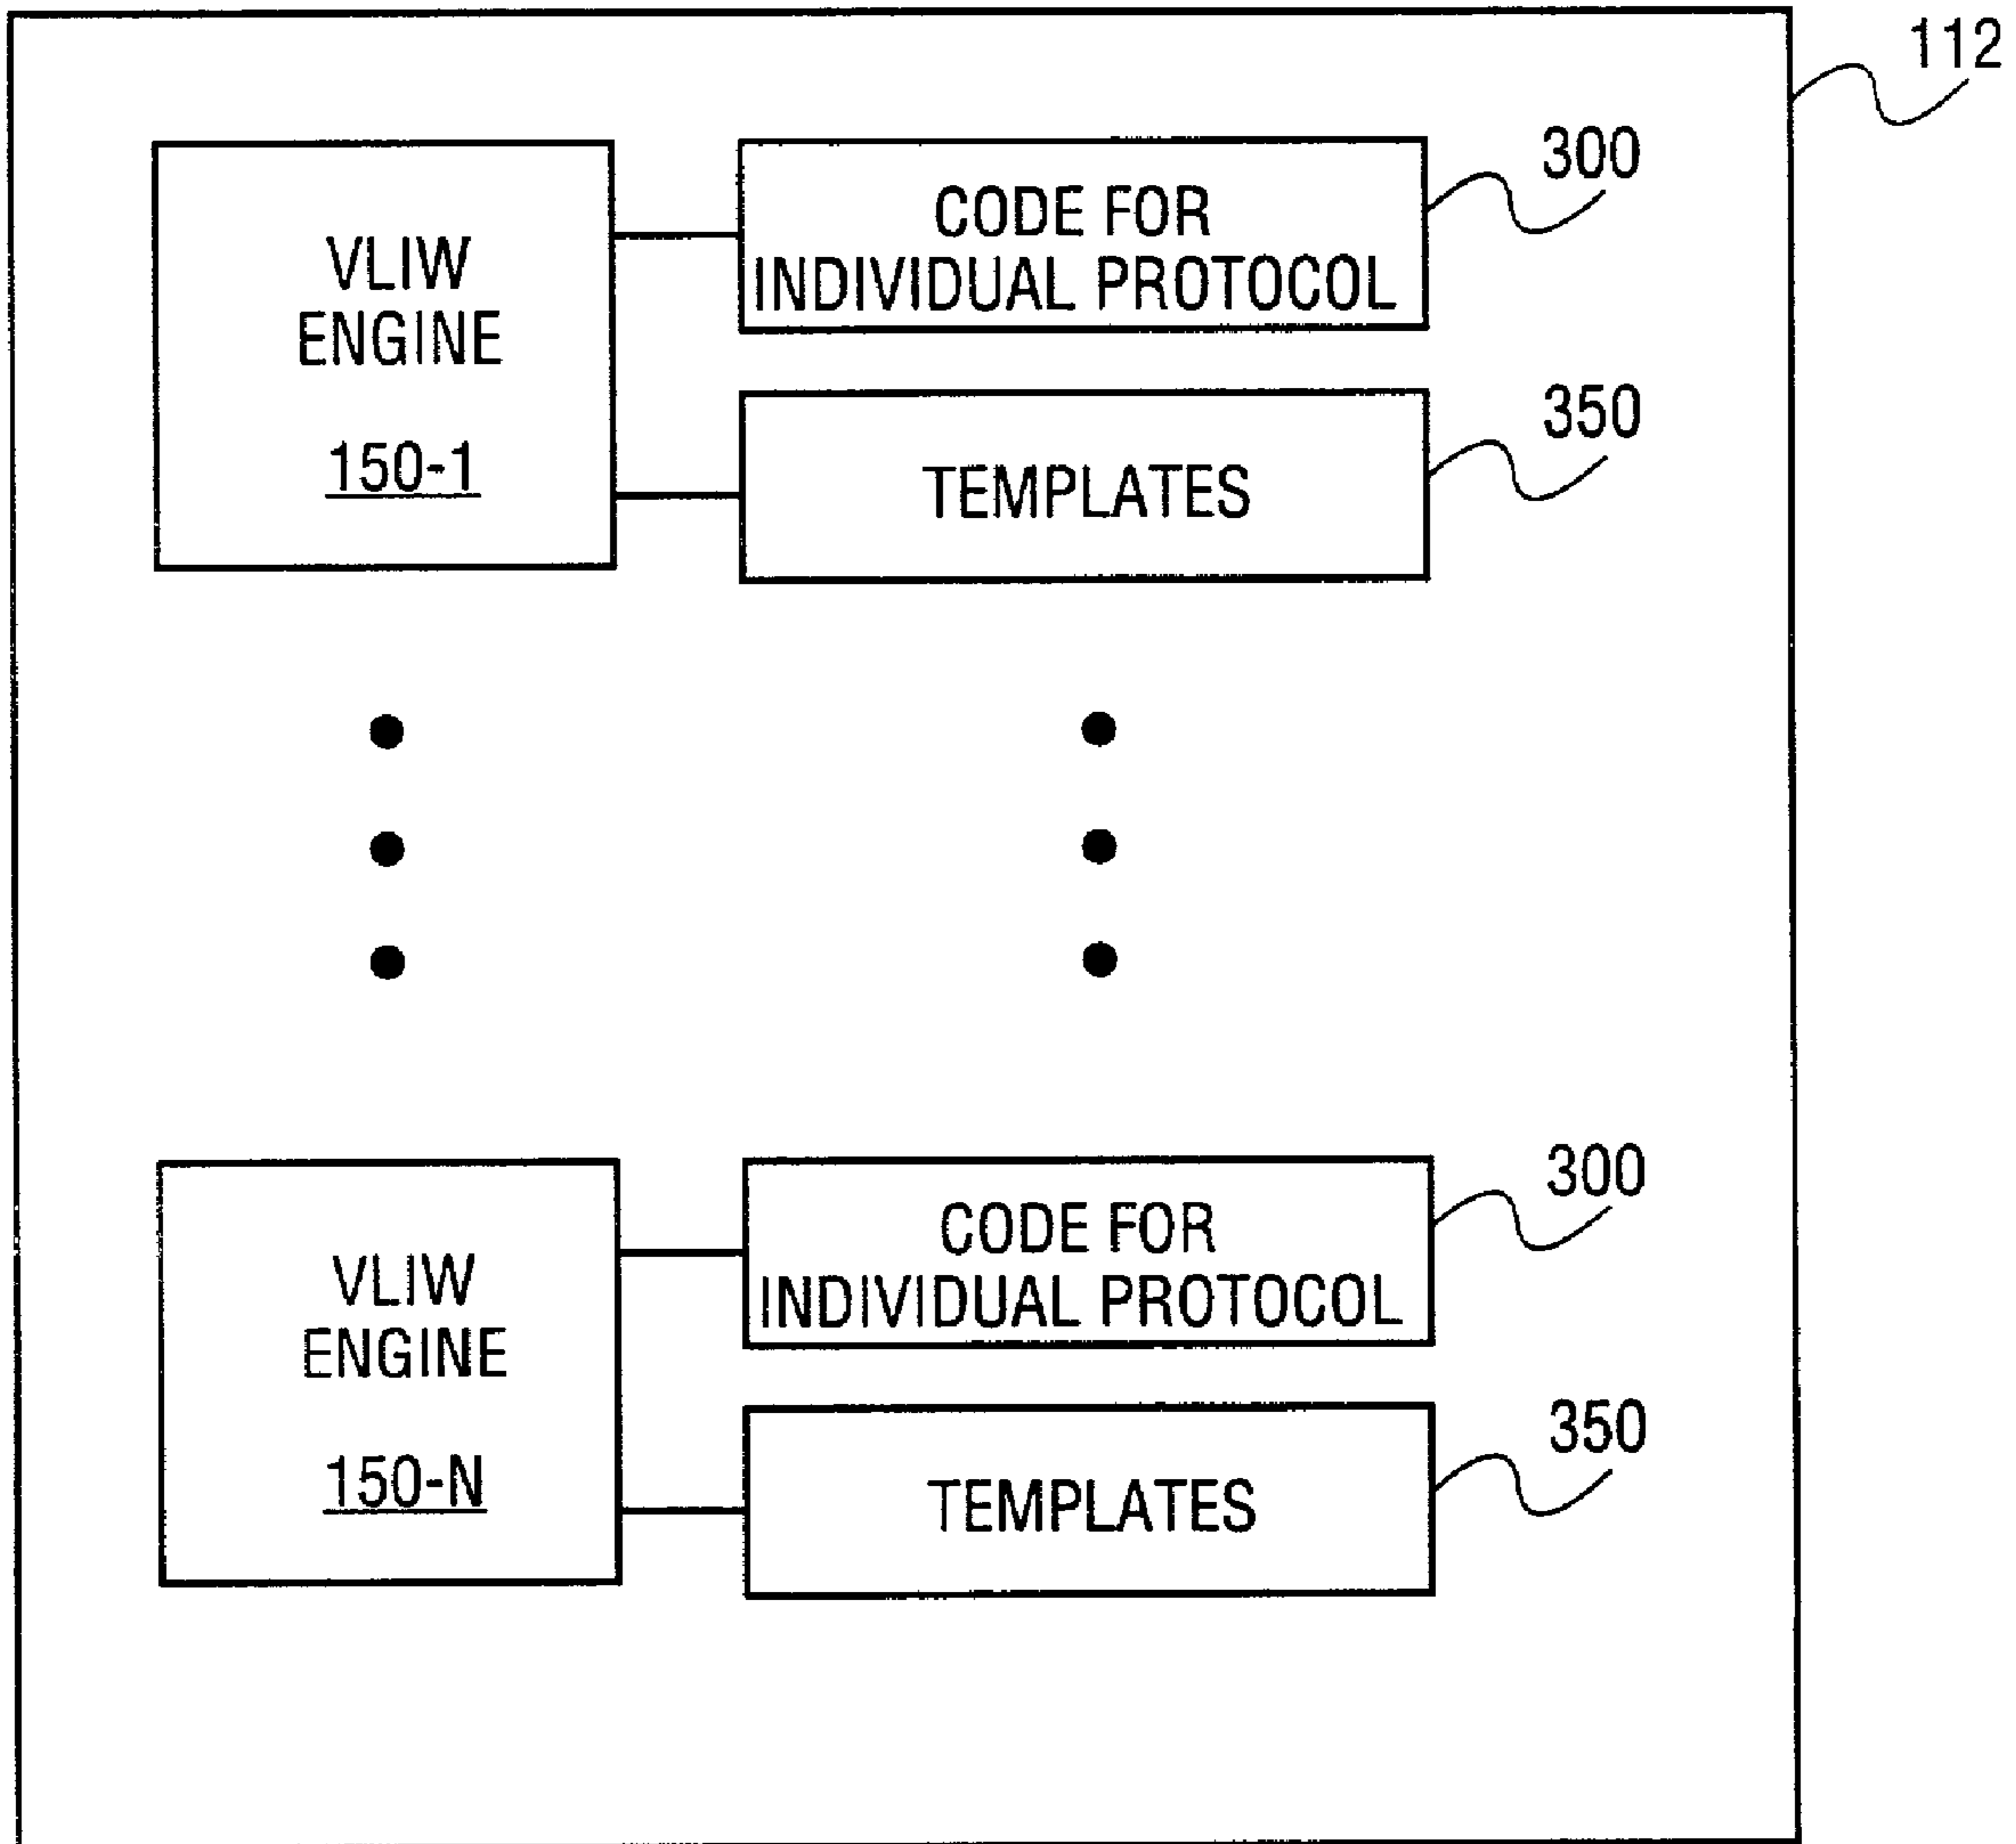 112
300
CODE FOR
INDIVIDUAL PROTOCOL
VLIW
ENGINE
150-1
350
TEMPLATES
300
CODE FOR
INDIVIDUAL PROTOCOL
VLIW
ENGINE
150-N
350
TEMPLATES